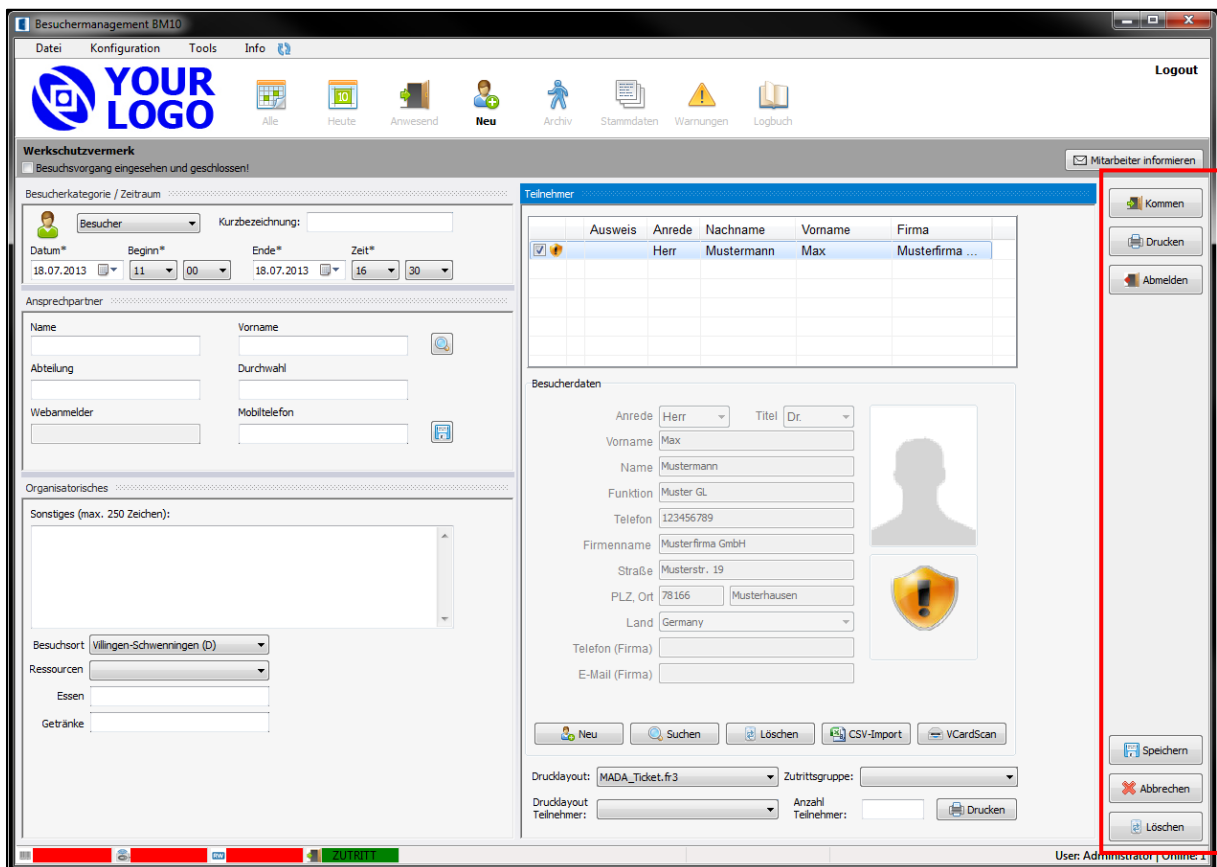 Besuchermanagement BM10
Datei Konfiguration Tools Info
YOUR LOGO
Logout
Alle Heute Anwesend Neu Archiv Stammdaten Warnungen Logbuch
Werkschutzvermerk
Besuchsvorgang eingesehen und geschlossen!
Mitarbeiter informieren
Besucherkategorie / Zeitraum
Besucher Kurzbezeichnung:
Datum* Beginn* Ende* Zeit*
18.07.2013 11 00 18.07.2013 16 30
Ansprechpartner
Name Vorname
Abteilung Durchwahl
Webanmelder Mobiltelefon
Organisatorisches
Sonstiges (max. 250 Zeichen):
Besuchsort Villingen-Schwenningen (D)
Ressourcen
Essen
Getränke
Teilnehmer
Ausweis Anrede Nachname Vorname Firma
Herr Mustermann Max Musterfirma ...
Besucherdaten
Anrede Herr Titel Dr.
Vorname Max
Name Mustermann
Funktion Muster GL
Telefon 123456789
Firmenname Musterfirma GmbH
Straße Musterstr. 19
PLZ, Ort 78166 Musterhausen
Land Germany
Telefon (Firma)
E-Mail (Firma)
Neu Suchen Löschen CSV-Import VCardScan
Drucklayout: MADA_Ticket.fr3 Zutrittsgruppe:
Drucklayout Teilnehmer: Anzahl Teilnehmer: Drucken
Kommen
Drucken
Abmelden
Speichern
Abbrechen
Löschen
ZUTRITT
User: Administrator | Online: 1